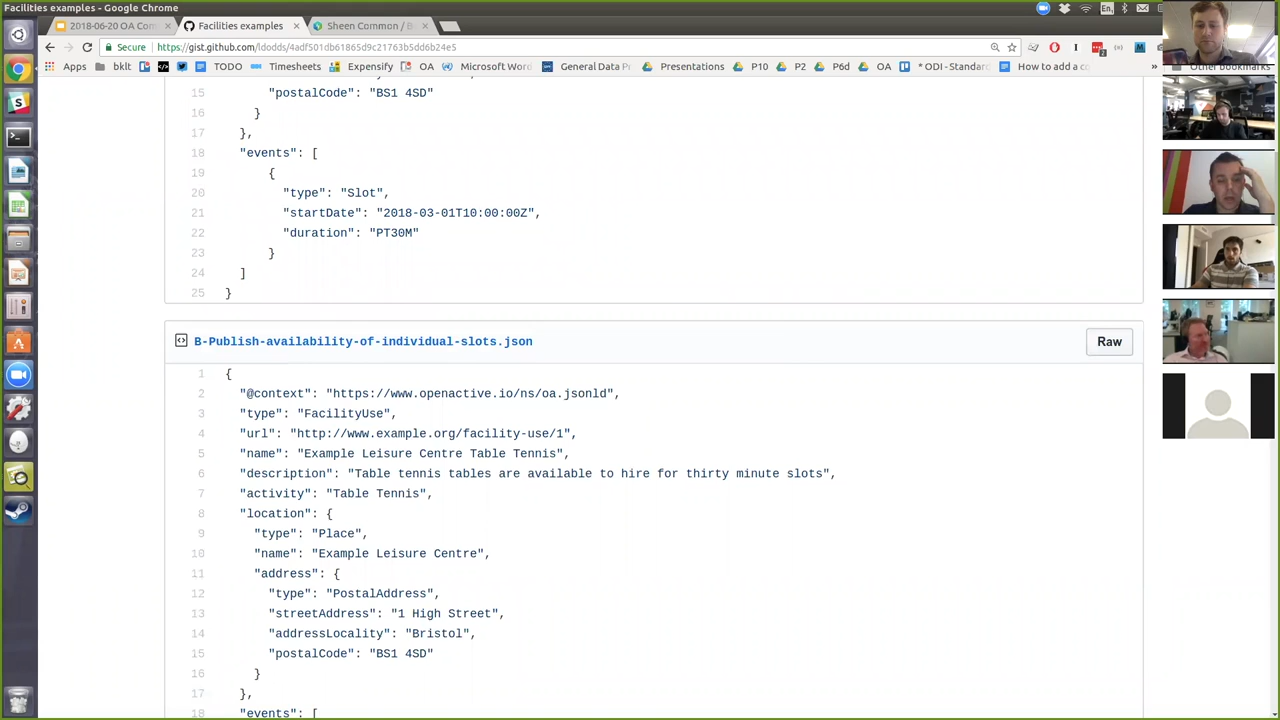 Facilities examples - Google Chrome
En
2018-06-20 OA Com
Facilities examples
Sheen Common / B
Secure
https://gist.github.com/ldodds/4adf501db61865d9c21763b5dd6b24e5
Apps
bklt
TODO
Timesheets
Expensify
OA
Microsoft Word
General Da
Presentations
P10
P2
P6d
OA
* ODI - Standar
How to add a co
»
Other bookmarks
15 "postalCode": "BS1 4SD"
16 }
17 },
18 "events": [
19 {
20 "type": "Slot",
21 "startDate": "2018-03-01T10:00:00Z",
22 "duration": "PT30M"
23 }
24 ]
25 }
B-Publish-availability-of-individual-slots.json
Raw
1 {
2 "@context": "https://www.openactive.io/ns/oa.jsonld",
3 "type": "FacilityUse",
4 "url": "http://www.example.org/facility-use/1",
5 "name": "Example Leisure Centre Table Tennis",
6 "description": "Table tennis tables are available to hire for thirty minute slots",
7 "activity": "Table Tennis",
8 "location": {
9 "type": "Place",
10 "name": "Example Leisure Centre",
11 "address": {
12 "type": "PostalAddress",
13 "streetAddress": "1 High Street",
14 "addressLocality": "Bristol",
15 "postalCode": "BS1 4SD"
16 }
17 },
18 "events": [